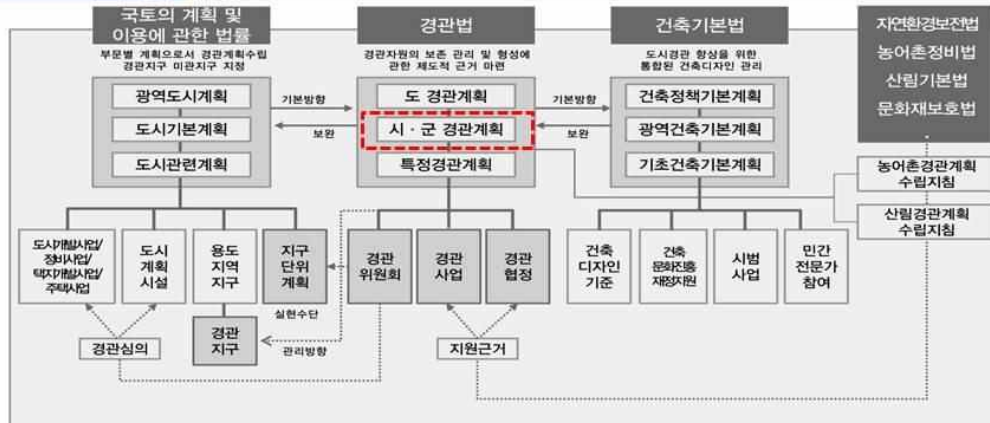 국토의 계획 및
이용에 관한 법률
부문별 계획으로서 경관계획수립
경관지구 미관지구 지정
광역도시계획
도시기본계획
도시관련계획
기본방향
보완
경관법
경관자원의 보존 관리 및 형성에
관한 제도적 근거 마련
도 경관계획
시·군 경관계획
특정경관계획
기본방향
보완
건축기본법
도시경관 향상을 위한
통합된 건축디자인 관리
건축정책기본계획
광역건축기본계획
기초건축기본계획
자연환경보전법
농어촌정비법
산림기본법
문화재보호법
농어촌경관계획
수립지침
산림경관계획
수립지침
도시개발사업/
정비사업/
택지개발사업/
주택사업
도시
계획
시설
용도
지역
지구
지구
단위
계획
경관
위원회
경관
사업
경관
협정
건축
디자인
기준
건축
문화진흥
재정지원
시범
사업
민간
전문가
참여
실현수단
경관
지구
관리방향
경관심의
지원근거